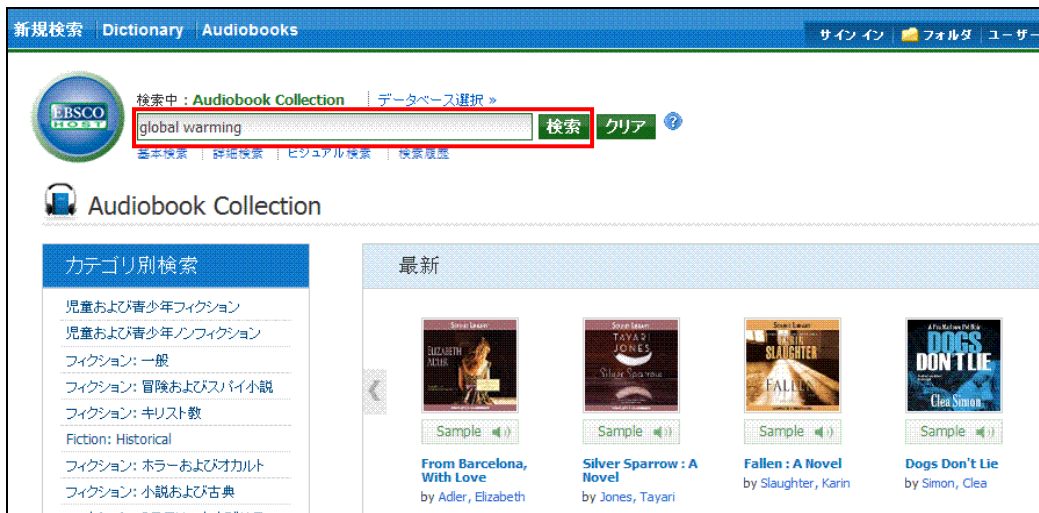 新規検索 Dictionary Audiobooks
サイン イン フォルダ ユーザー
EBSCO
HOST
検索中 : Audiobook Collection データベース選択 »
global warming 検索 クリア ?
基本検索 詳細検索 ビジュアル検索 検索履歴
Audiobook Collection
カテゴリ別検索
児童および青少年フィクション
児童および青少年ノンフィクション
フィクション: 一般
フィクション: 冒険およびスパイ小説
フィクション: キリスト教
Fiction: Historical
フィクション: ホラーおよびオカルト
フィクション: 小説および古典
最新
ELIZABETH
ADLER
Sample
From Barcelona,
With Love
by Adler, Elizabeth
TAYARI
JONES
Silver Sparrow
Sample
Silver Sparrow : A
Novel
by Jones, Tayari
SLAUGHTER
FALLEN
Sample
Fallen : A Novel
by Slaughter, Karin
DOGS
DON'T LIE
Clea Simon
Sample
Dogs Don't Lie
by Simon, Clea